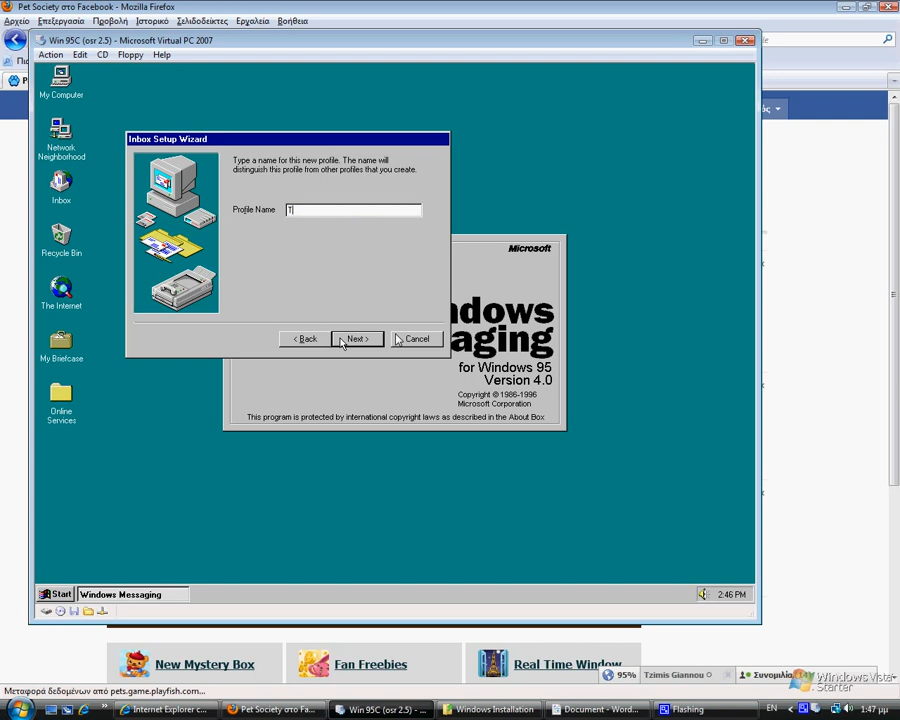 Pet Society στο Facebook - Mozilla Firefox
Αρχείο Επεξεργασία Προβολή Ιστορικό Σελιδοδείκτες Εργαλεία Βοήθεια
Win 95C (osr 2.5) - Microsoft Virtual PC 2007
Action Edit CD Floppy Help
My Computer
Network
Neighborhood
Inbox
Recycle Bin
The Internet
My Briefcase
Online
Services
Inbox Setup Wizard
Type a name for this new profile. The name will
distinguish this profile from other profiles that you create.
Profile Name T
< Back Next > Cancel
Microsoft
ndows
aging
for Windows 95
Version 4.0
Copyright © 1986-1996
Microsoft Corporation
This program is protected by international copyright laws as described in the About Box
Start Windows Messaging 2:46 PM
New Mystery Box Fan Freebies Real Time Window
95% Tzimis Giannou
Μεταφορά δεδομένων από pets.game.playfish.com...
Windows Vista
Starter
Internet Explorer c... Pet Society στο Fa... Win 95C (osr 2.5) - ... Windows Installation Document - Word... Flashing EN 1:47 μμ